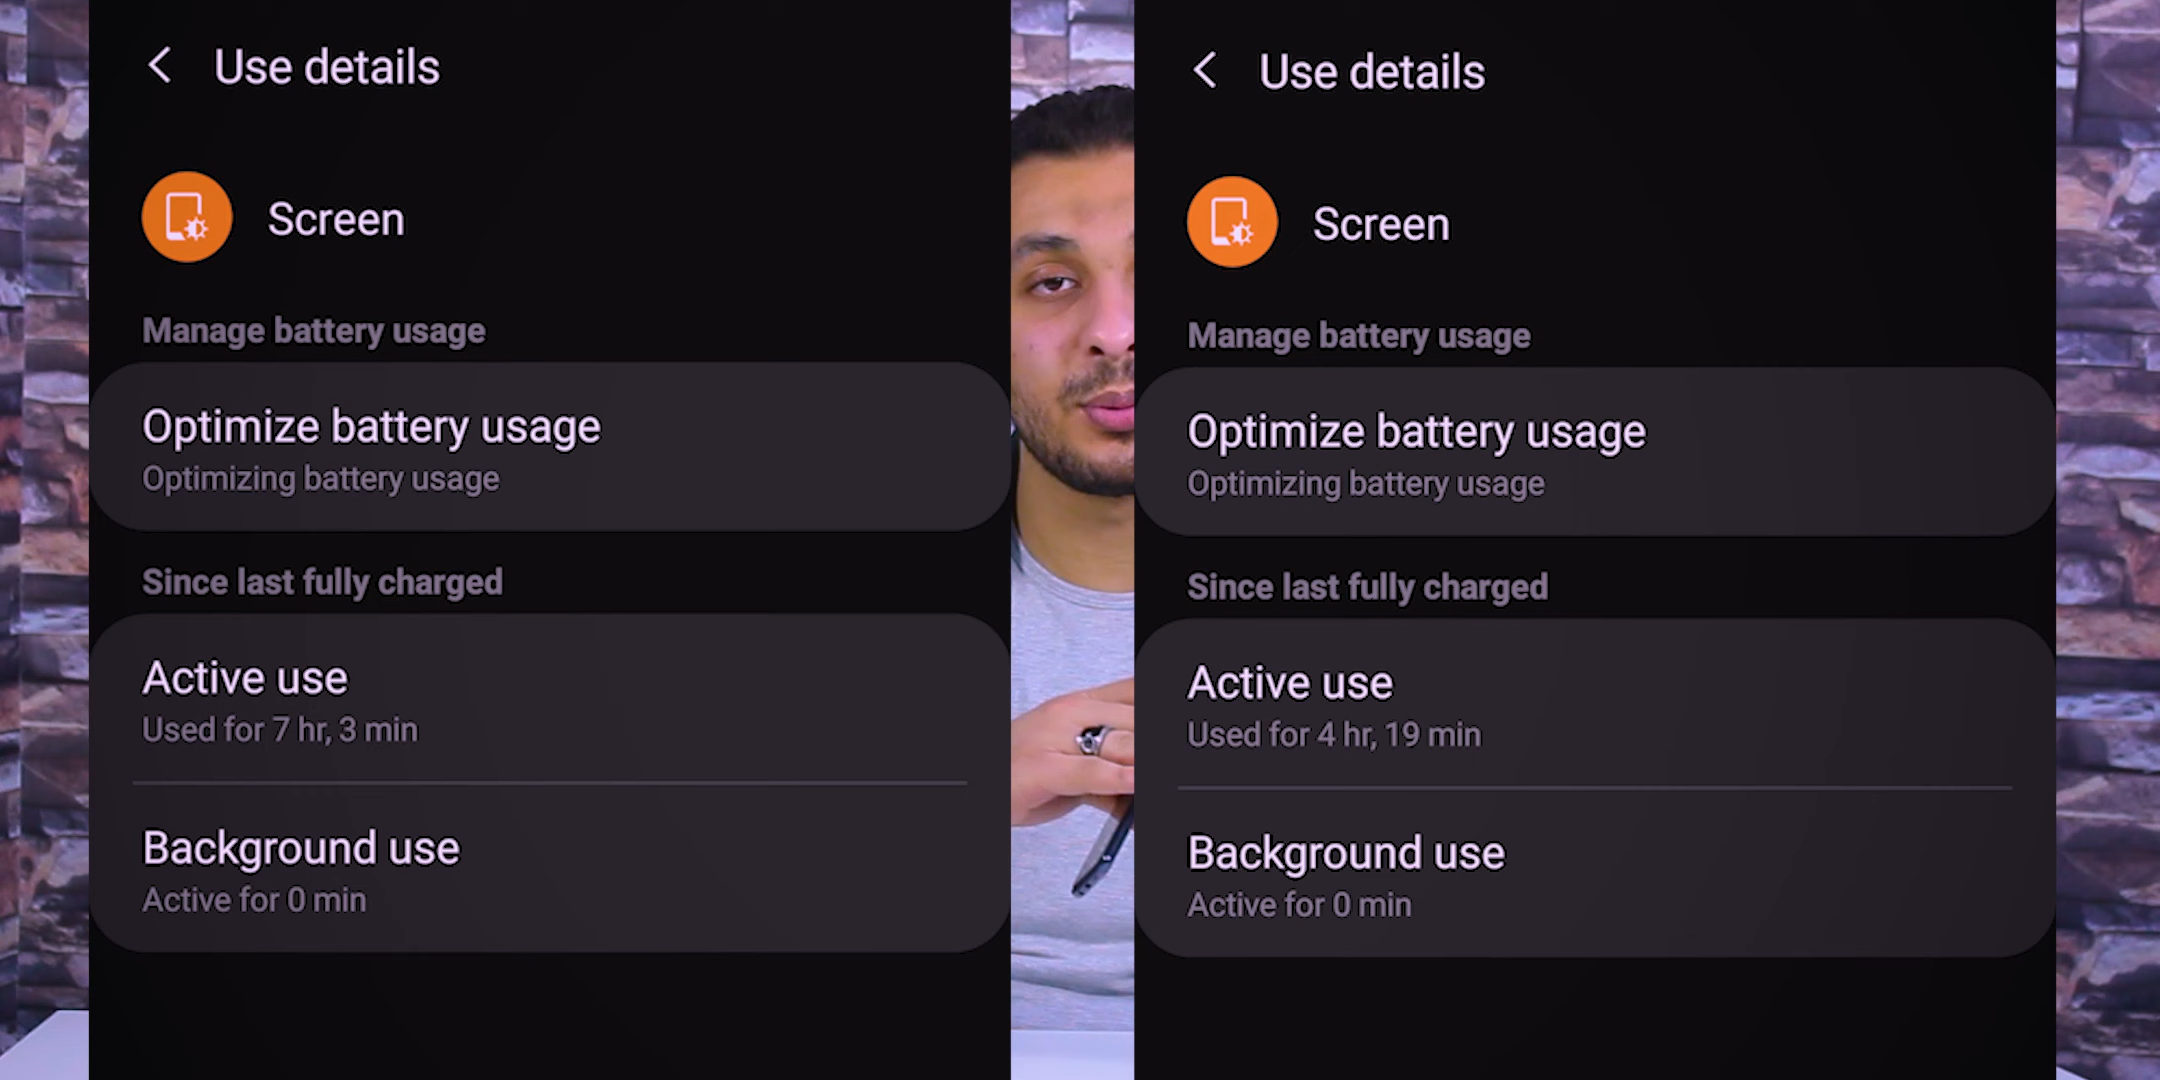 Use details
Screen
Manage battery usage
Optimize battery usage
Optimizing battery usage
Since last fully charged
Active use
Used for 7 hr, 3 min
Background use
Active for 0 min
Use details
Screen
Manage battery usage
Optimize battery usage
Optimizing battery usage
Since last fully charged
Active use
Used for 4 hr, 19 min
Background use
Active for 0 min